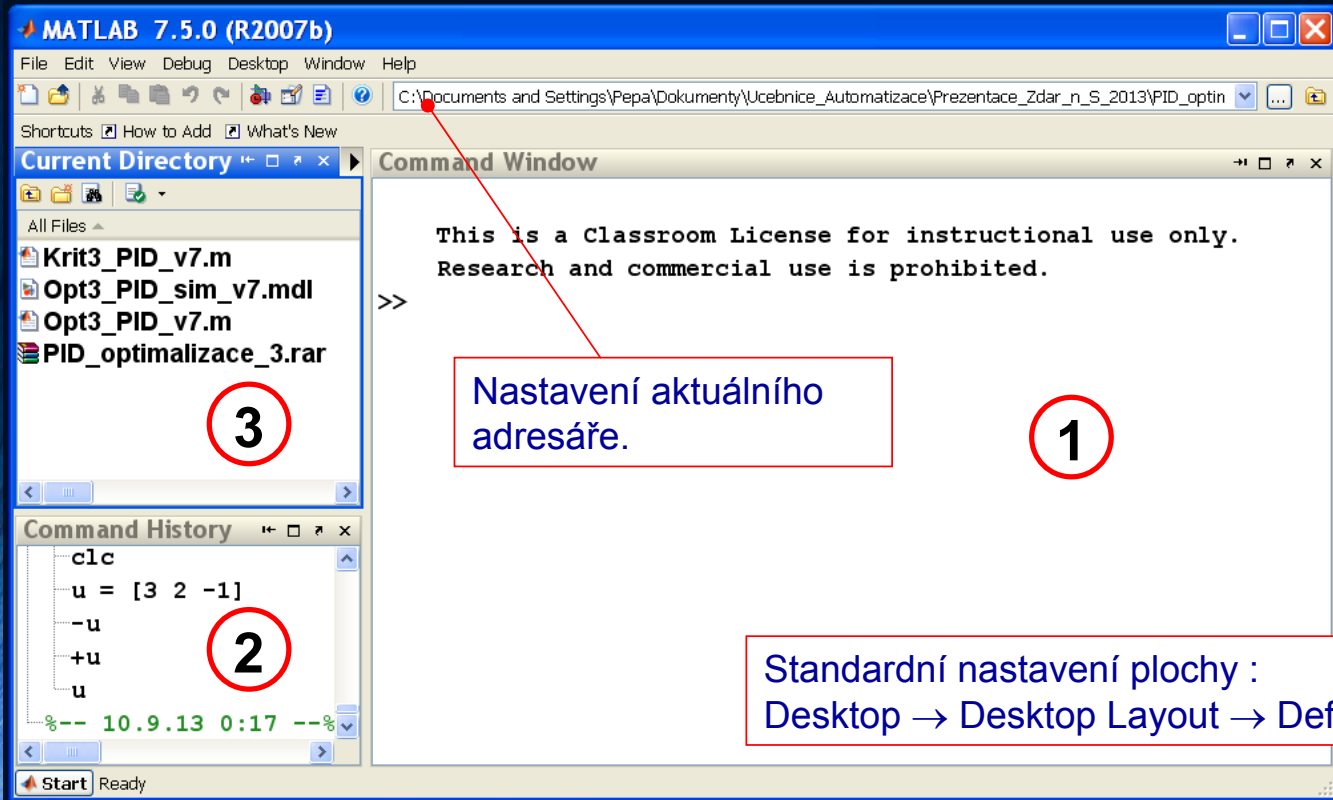 MATLAB 7.5.0 (R2007b)
File Edit View Debug Desktop Window Help
C:\Documents and Settings\Pepa\Dokumenty\Ucebnice_Automatizace\Prezentace_Zdar_n_S_2013\PID_optin
Shortcuts How to Add What's New
Current Directory
All Files
Krit3_PID_v7.m
Opt3_PID_sim_v7.mdl
Opt3_PID_v7.m
PID_optimalizace_3.rar
3
Command History
clc
u = [3 2 -1]
-u
+u
u
%-- 10.9.13 0:17 --%
2
Command Window
This is a Classroom License for instructional use only.
Research and commercial use is prohibited.
>>
Nastavení aktuálního
adresáře.
1
Standardní nastavení plochy :
Desktop → Desktop Layout → Def
Start Ready